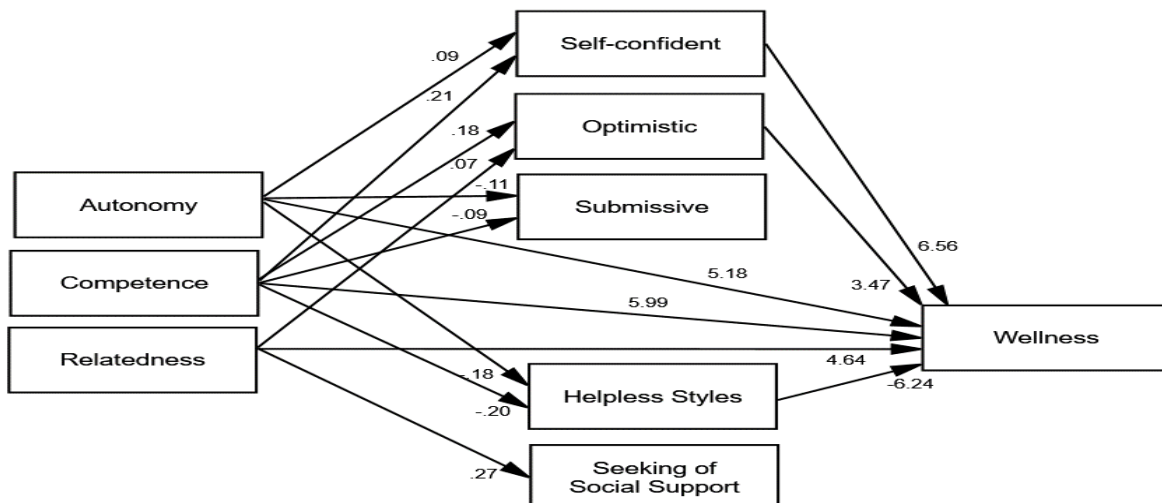 Self-confident
.09
.21
Optimistic
.18
.07
Autonomy
-.11
Submissive
-.09
Competence
5.18
6.56
5.99
3.47
Wellness
Relatedness
4.64
-.18
-6.24
Helpless Styles
-.20
.27
Seeking of
Social Support